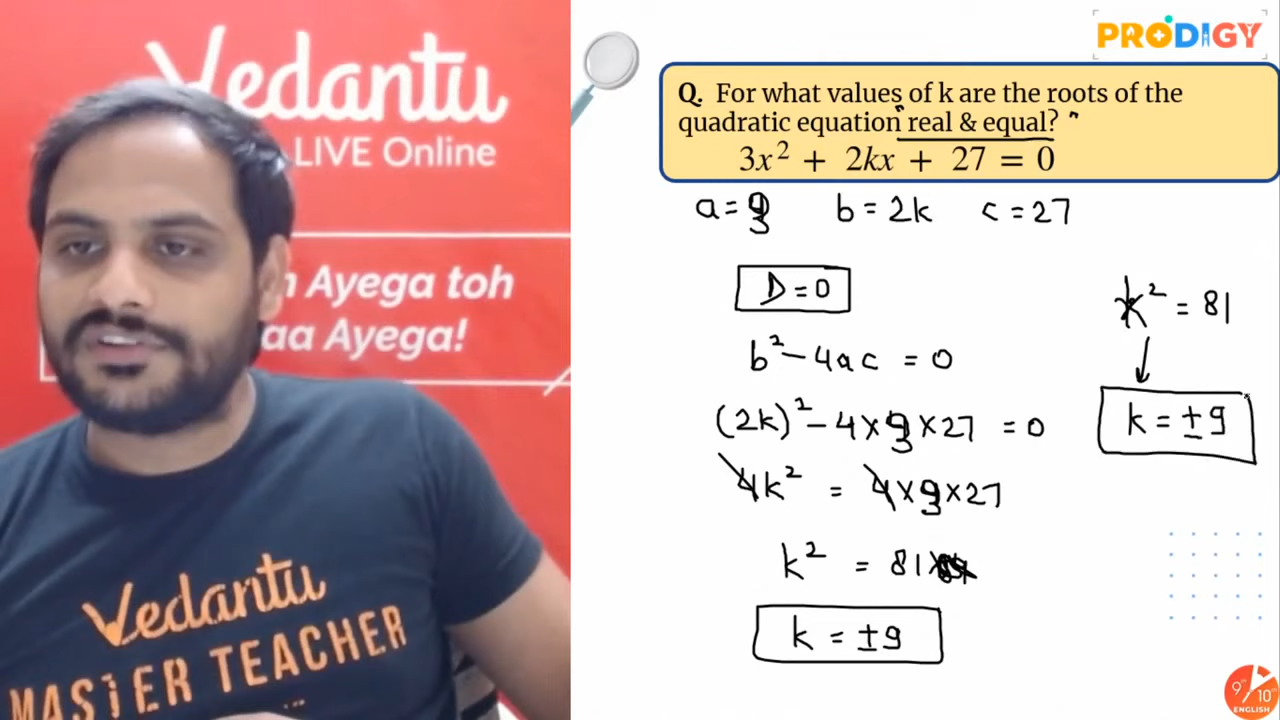 Vedantu
LIVE Online
Ayega toh
aa Ayega!
Vedantu
MASTER TEACHER
PRODIGY
Q. For what values of k are the roots of the
quadratic equation real & equal?
3x² + 2kx + 27 = 0
a = 3 b = 2k c = 27
D = 0
b² - 4ac = 0
(2k)² - 4 × 3 × 27 = 0
4k² = 4 × 3 × 27
k² = 81
k = ± 9
k² = 81
k = ± 9
9th 10th
ENGLISH